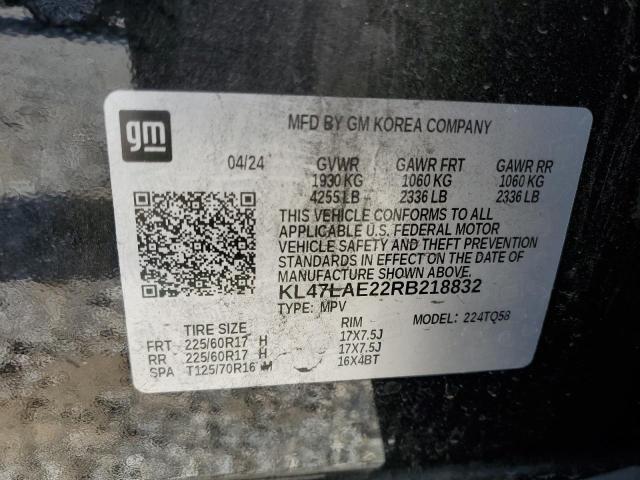 gm
MFD BY GM KOREA COMPANY
04/24 GVWR GAWR FRT GAWR RR
1930 KG 1060 KG 1060 KG
4255 LB 2336 LB 2336 LB
THIS VEHICLE CONFORMS TO ALL
APPLICABLE U.S. FEDERAL MOTOR
VEHICLE SAFETY AND THEFT PREVENTION
STANDARDS IN EFFECT ON THE DATE OF
MANUFACTURE SHOWN ABOVE.
KL47LAE22RB218832
TYPE: MPV MODEL: 224TQ58
TIRE SIZE RIM
FRT 225/60R17 H 17X7.5J
RR 225/60R17 H 17X7.5J
SPA T125/70R16 M 16X4BT